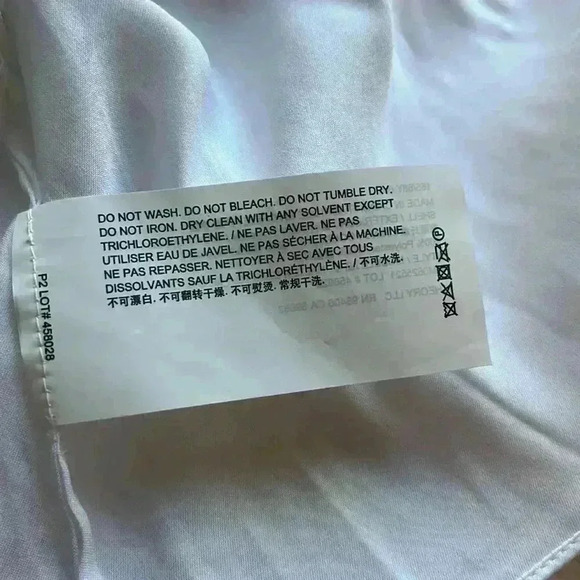 DO NOT WASH. DO NOT BLEACH. DO NOT TUMBLE DRY.
DO NOT IRON. DRY CLEAN WITH ANY SOLVENT EXCEPT
TRICHLOROETHYLENE. / NE PAS LAVER. NE PAS
UTILISER EAU DE JAVEL. NE PAS SÉCHER À LA MACHINE.
NE PAS REPASSER. NETTOYER À SEC AVEC TOUS
DISSOLVANTS SAUF LA TRICHLORÉTHYLÈNE. / 不可水洗.
不可漂白. 不可翻转干燥. 不可熨烫. 常规干洗.
P2 LOT# 458028